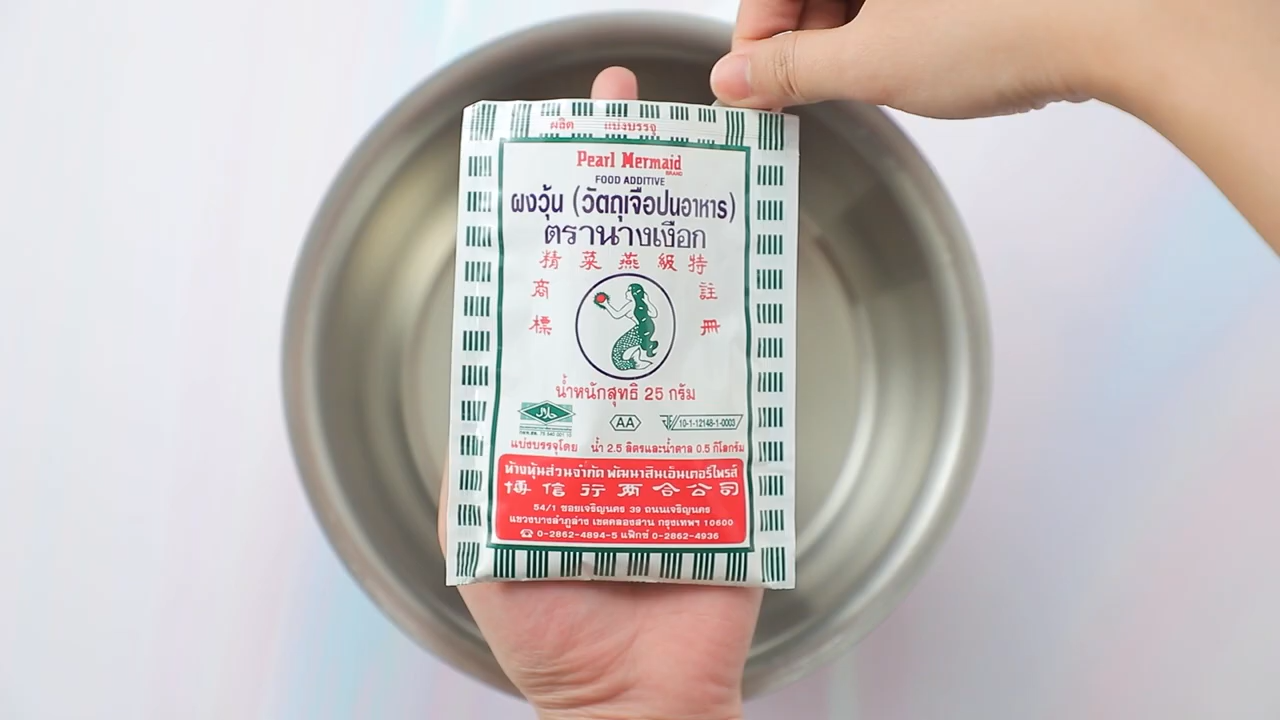 ผลิต แบ่งบรรจุ
Pearl Mermaid
BRAND
FOOD ADDITIVE
ผงวุ้น (วัตถุเจือปนอาหาร)
ตรานางเงือก
精菜燕級特
商 註
標 冊
น้ำหนักสุทธิ 25 กรัม
AA
10-1-12148-1-0003
แบ่งบรรจุโดย น้ำ 2.5 ลิตรและน้ำตาล 0.5 กิโลกรัม
ห้างหุ้นส่วนจำกัด พัฒนาสินเอ็นเตอร์ไพรส์
博信行兩合公司
54/1 ซอยเจริญนคร 39 ถนนเจริญนคร
แขวงบางลำภูล่าง เขตคลองสาน กรุงเทพฯ 10600
☎ 0-2862-4894-5 แฟ๊กซ์ 0-2862-4936